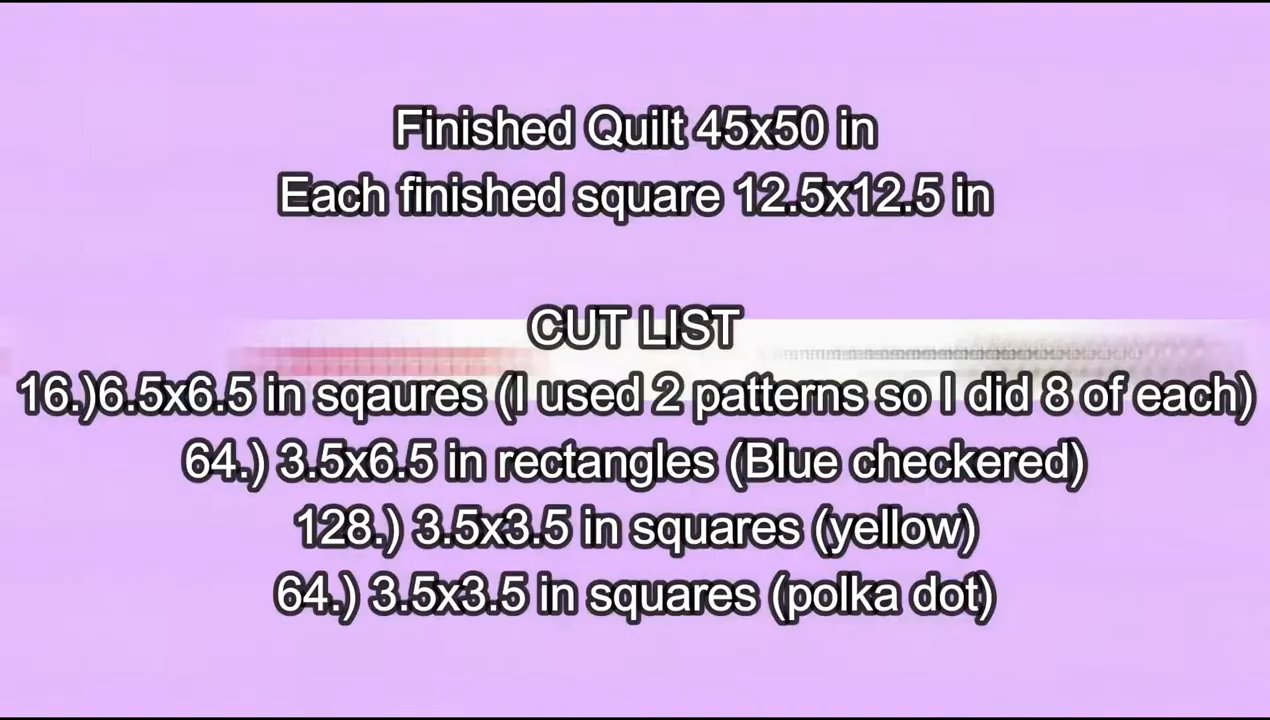 Finished Quilt 45x50 in
Each finished square 12.5x12.5 in
CUT LIST
16.)6.5x6.5 in sqaures (I used 2 patterns so I did 8 of each)
64.) 3.5x6.5 in rectangles (Blue checkered)
128.) 3.5x3.5 in squares (yellow)
64.) 3.5x3.5 in squares (polka dot)